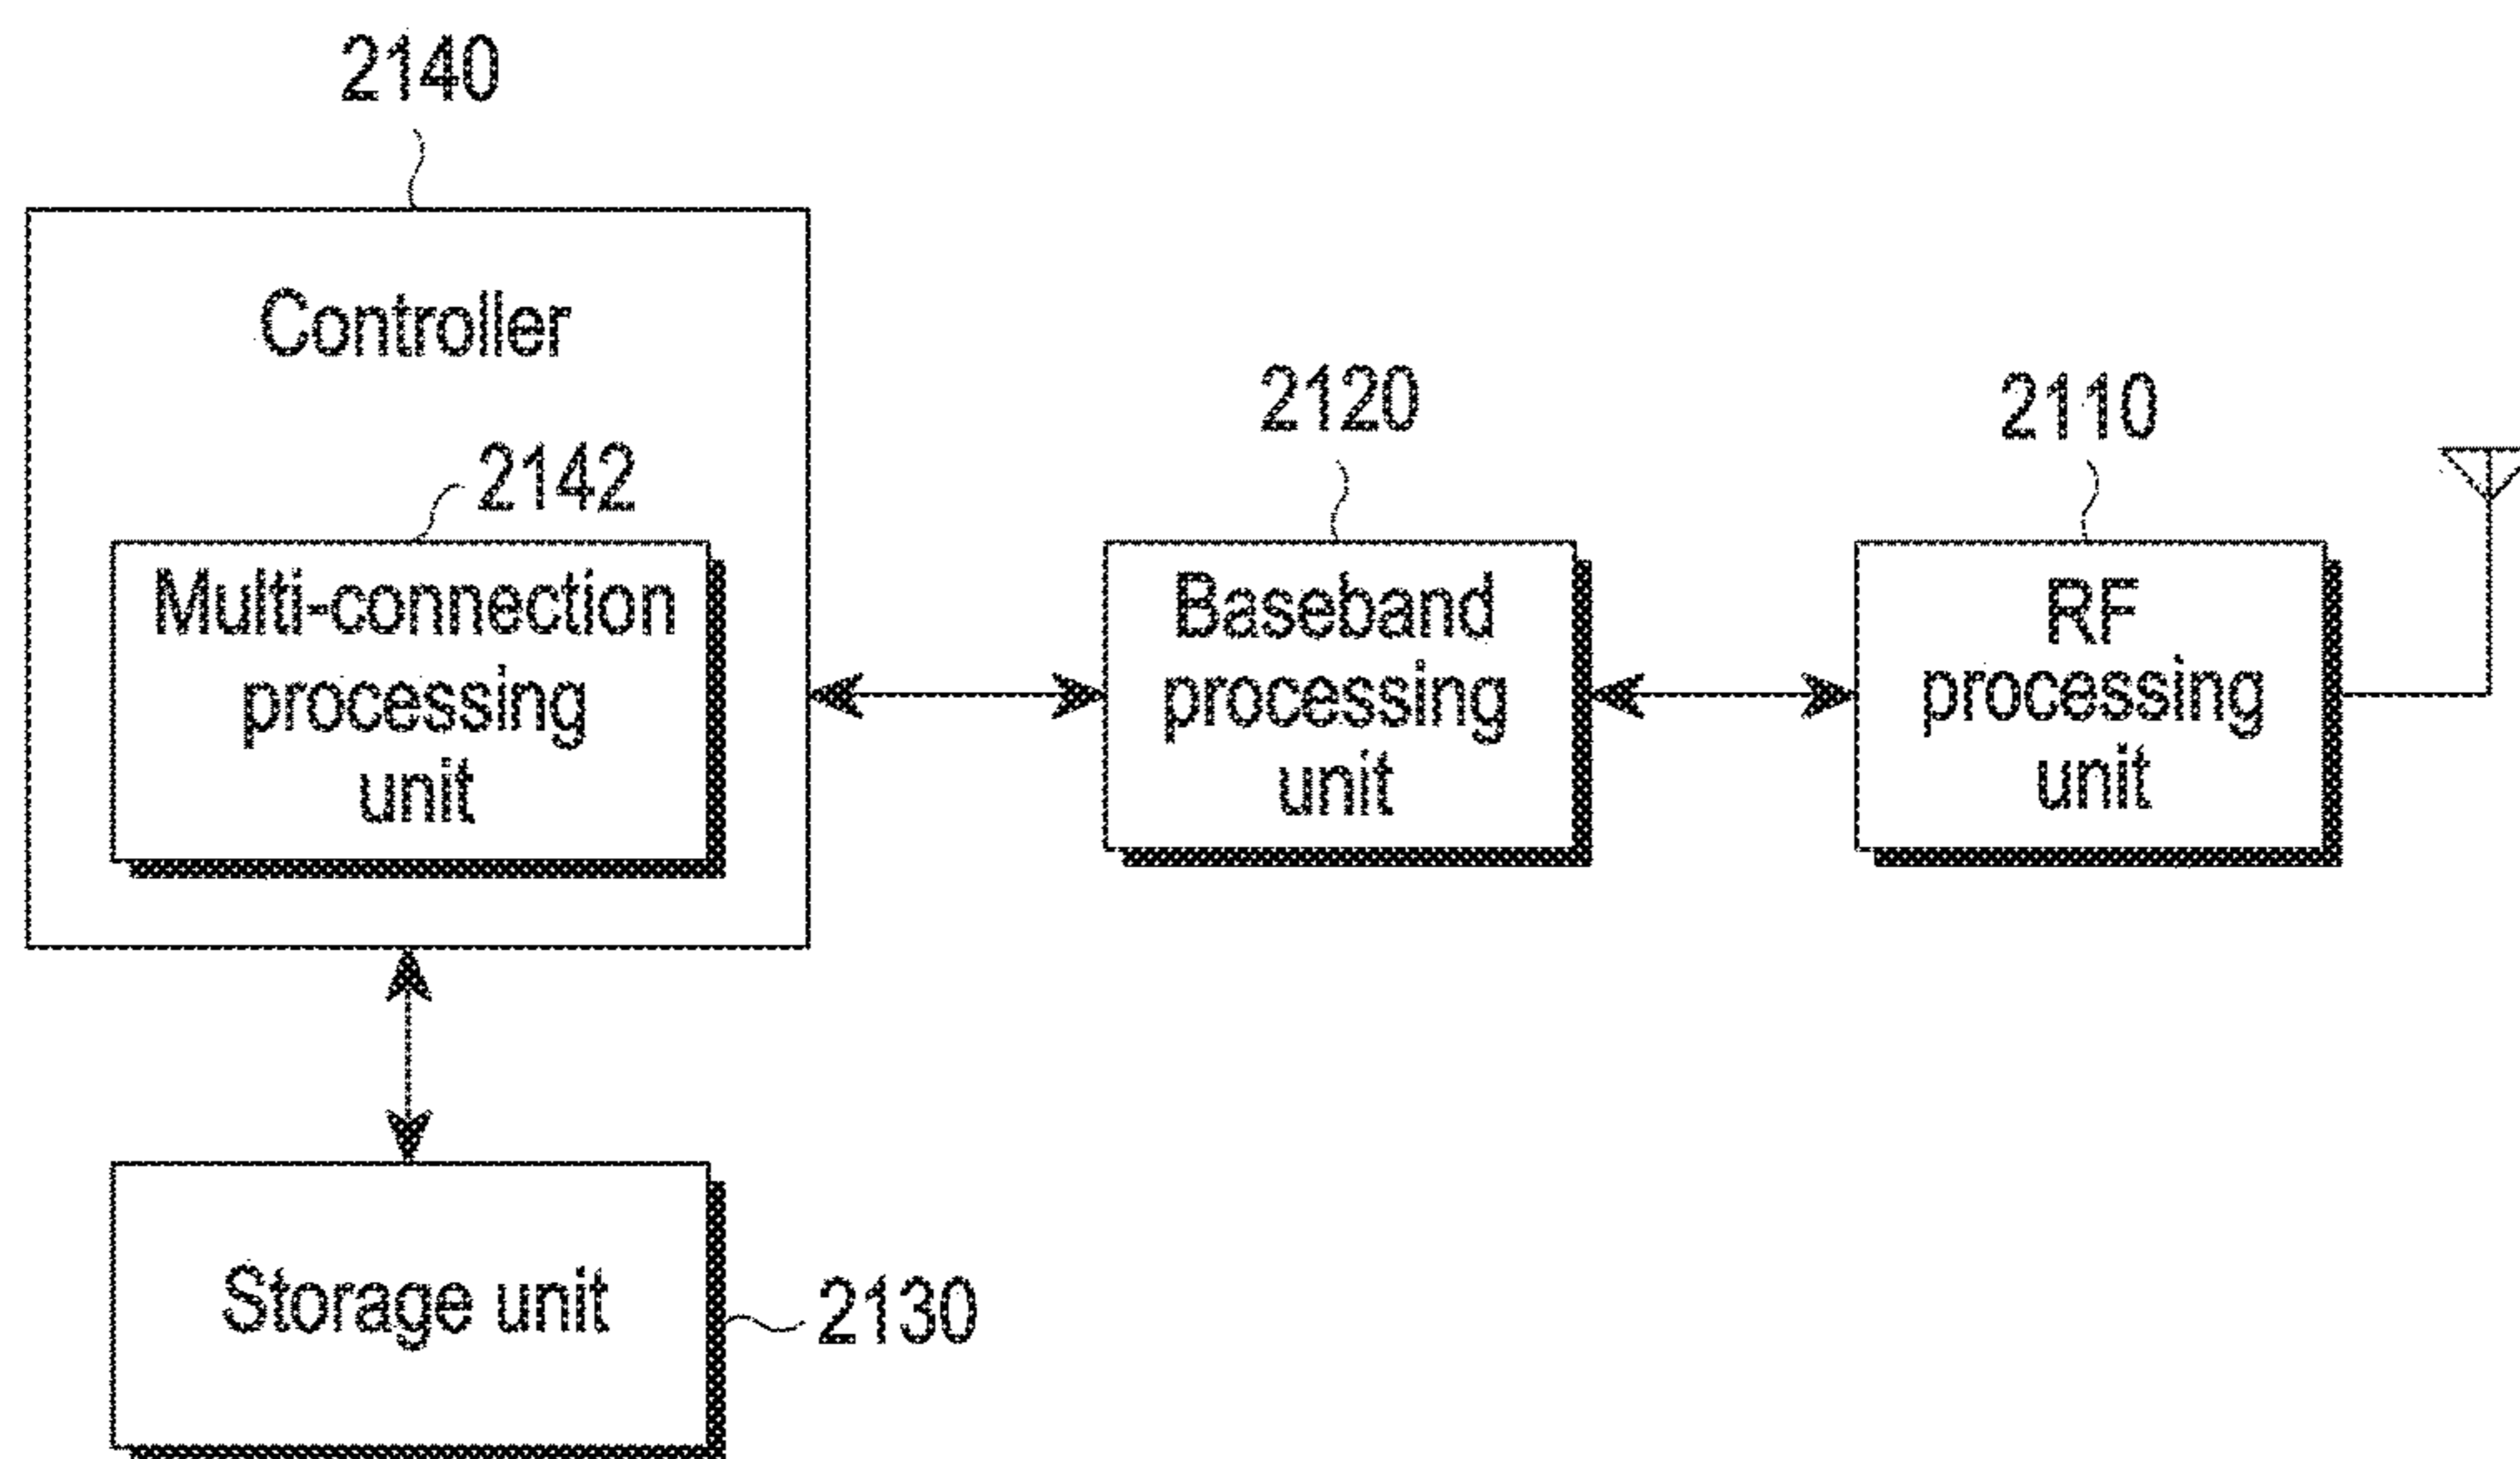 2140
Controller
2142
Multi-connection
processing
unit
2120
Baseband
processing
unit
2110
RF
processing
unit
Storage unit
2130